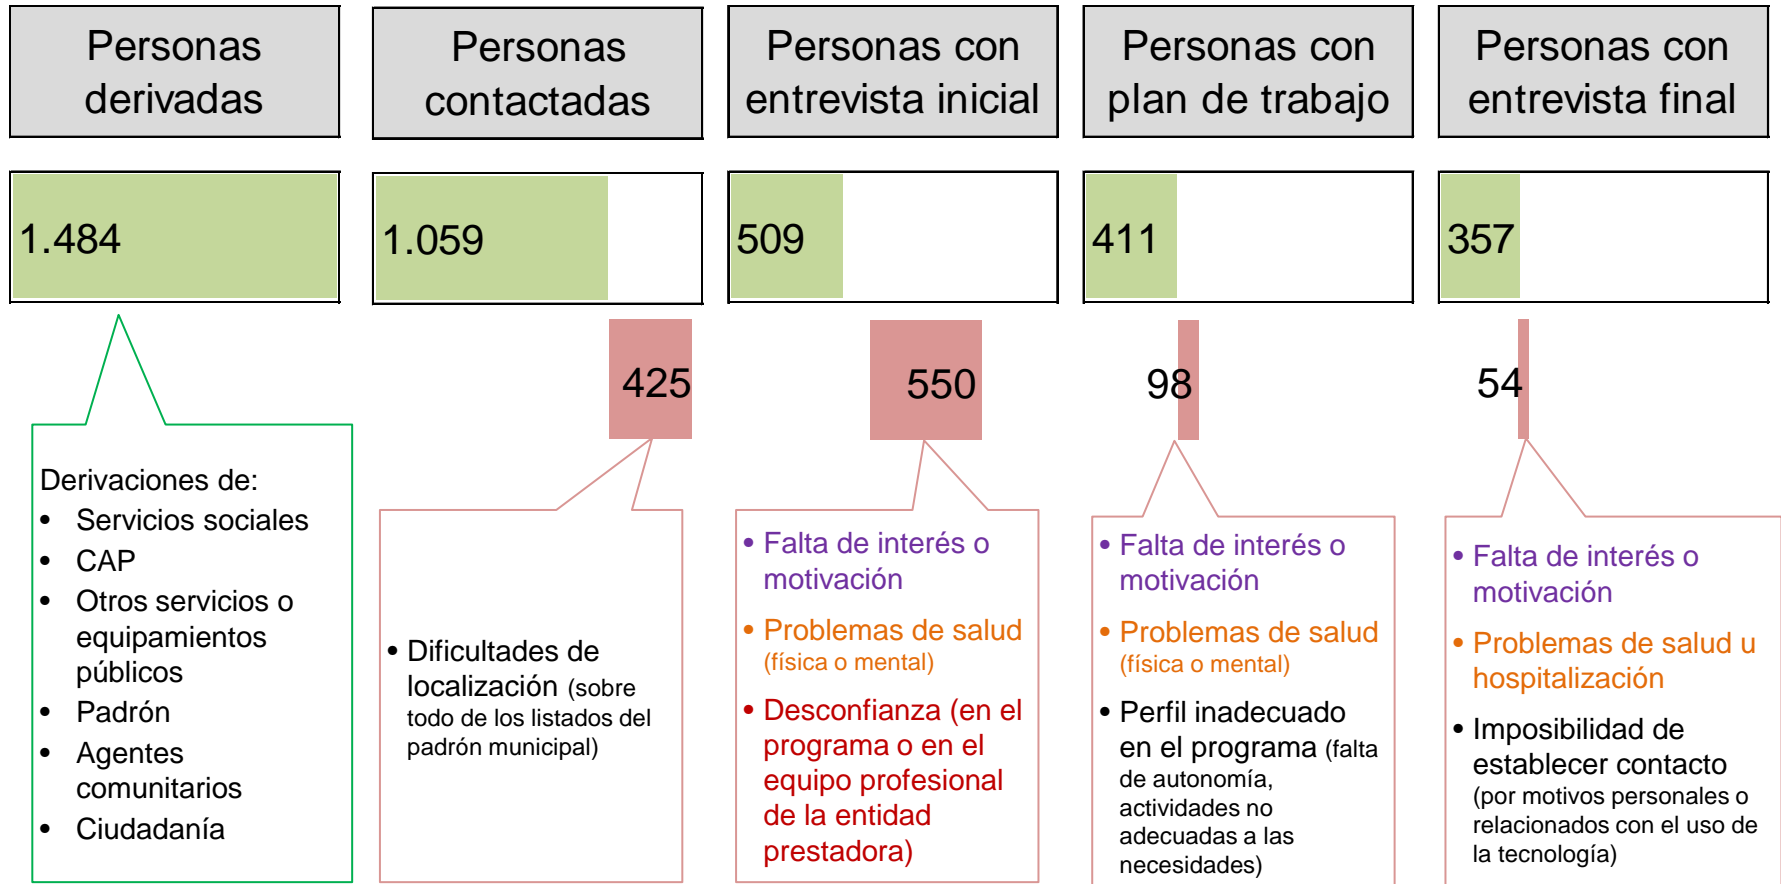 Personas
derivadas
Personas
contactadas
Personas con
entrevista inicial
Personas con
plan de trabajo
Personas con
entrevista final
1.484
1.059
509
411
357
425
550
98
54
Derivaciones de:
• Servicios sociales
• CAP
• Otros servicios o
equipamientos
públicos
• Padrón
• Agentes
comunitarios
• Ciudadanía
• Dificultades de
localización (sobre
todo de los listados del
padrón municipal)
• Falta de interés o
motivación
• Problemas de salud
(física o mental)
• Desconfianza (en el
programa o en el
equipo profesional
de la entidad
prestadora)
• Falta de interés o
motivación
• Problemas de salud
(física o mental)
• Perfil inadecuado
en el programa (falta
de autonomía,
actividades no
adecuadas a las
necesidades)
• Falta de interés o
motivación
• Problemas de salud u
hospitalización
• Imposibilidad de
establecer contacto
(por motivos personales o
relacionados con el uso de
la tecnología)